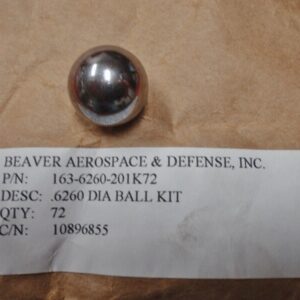 BEAVER AEROSPACE & DEFENSE, INC.
P/N: 163-6260-201K72
DESC: .6260 DIA BALL KIT
QTY: 72
C/N: 10896855